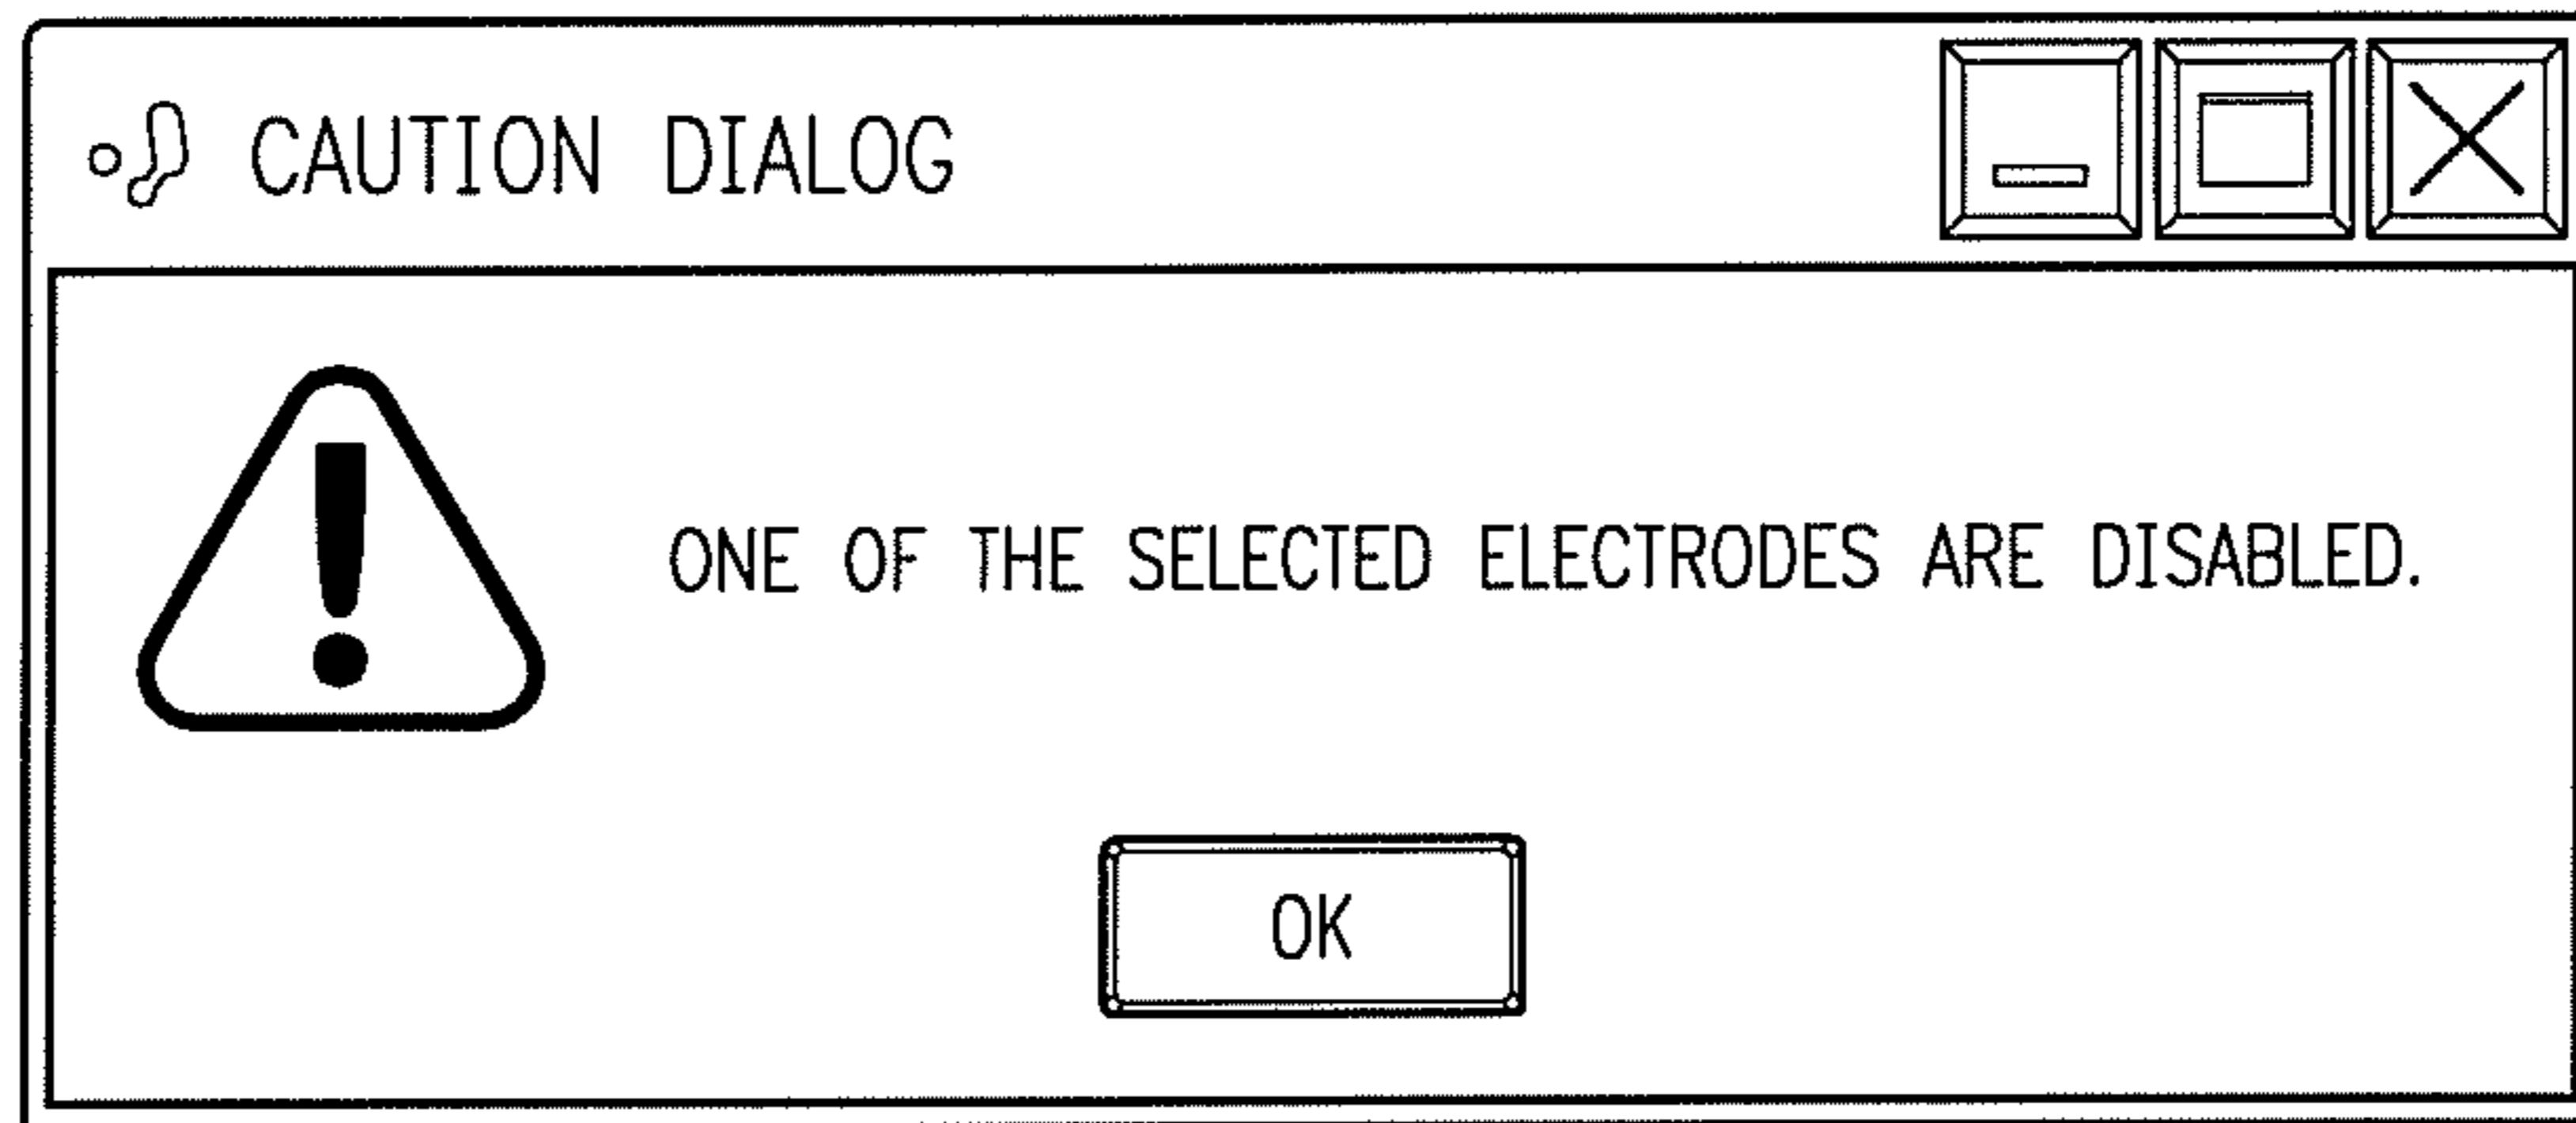 CAUTION DIALOG
ONE OF THE SELECTED ELECTRODES ARE DISABLED.
OK